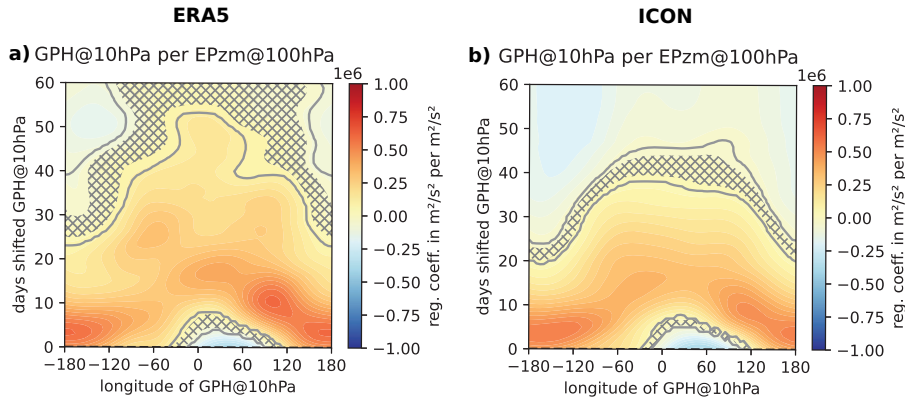 ERA5
ICON
a) GPH@10hPa per EPzm@100hPa
b) GPH@10hPa per EPzm@100hPa
1e6
60
50
40
30
20
10
0
days shifted GPH@10hPa
−180 −120 −60 0 60 120 180
longitude of GPH@10hPa
1.00
0.75
0.50
0.25
0.00
−0.25
−0.50
−0.75
−1.00
reg. coeff. in m²/s² per m²/s²
1e6
60
50
40
30
20
10
0
days shifted GPH@10hPa
−180 −120 −60 0 60 120 180
longitude of GPH@10hPa
1.00
0.75
0.50
0.25
0.00
−0.25
−0.50
−0.75
−1.00
reg. coeff. in m²/s² per m²/s²